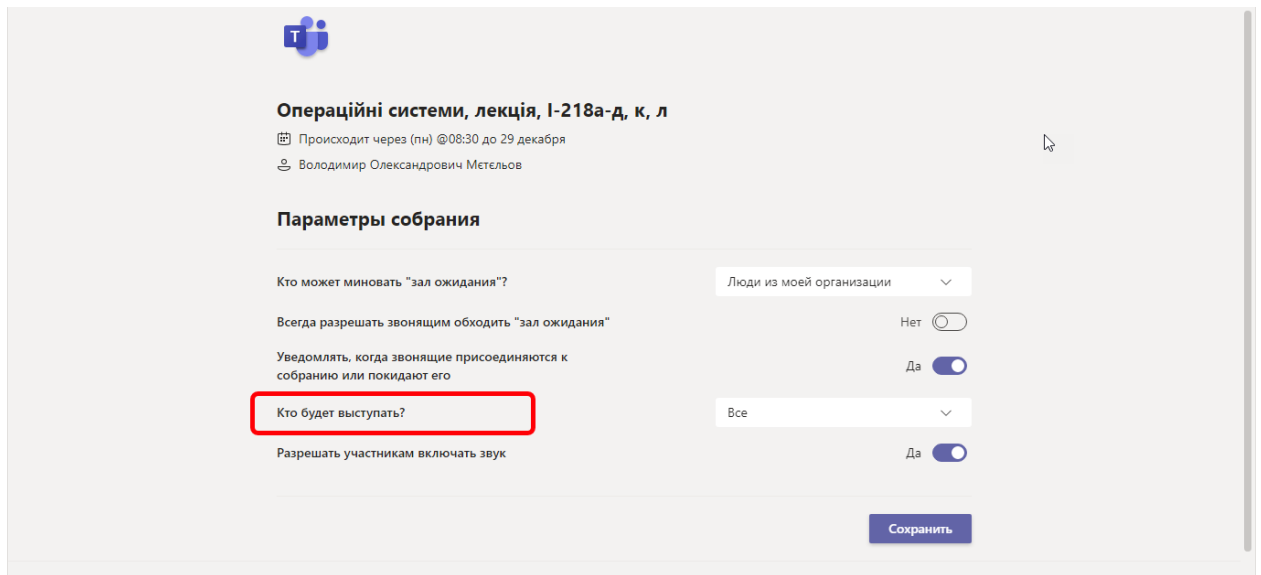 T
Операційні системи, лекція, І-218а-д, к, л
Происходит через (пн) @08:30 до 29 декабря
Володимир Олександрович Мєтєльов
Параметры собрания
Кто может миновать "зал ожидания"? Люди из моей организации
Всегда разрешать звонящим обходить "зал ожидания" Нет
Уведомлять, когда звонящие присоединяются к
собранию или покидают его Да
Кто будет выступать? Все
Разрешать участникам включать звук Да
Сохранить